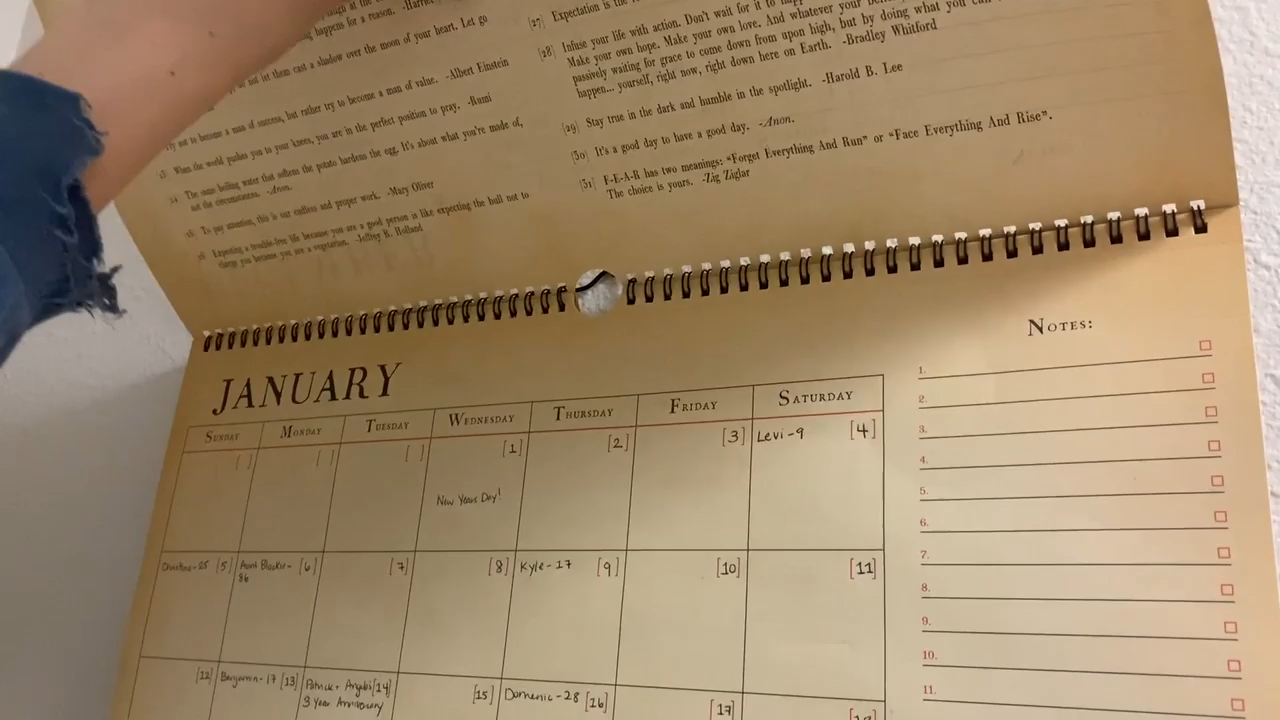 happens for a reason. -Harriet
not let them cast a shadow over the moon of your heart. Let go
not to become a man of success, but rather try to become a man of value. -Albert Einstein
When the world pushes you to your knees, you are in the perfect position to pray. -Rumi
The same boiling water that softens the potato hardens the egg. It's about what you're made of,
not the circumstances. -Anon.
To pay attention, this is our endless and proper work. -Mary Oliver
Expecting a trouble-free life because you are a good person is like expecting the bull not to
charge you because you are a vegetarian. -Jeffrey R. Holland
[27] Expectation is the
[28] Infuse your life with action. Don't wait for it to
Make your own hope. Make your own love. And whatever your
passively waiting for grace to come down from upon high, but by doing what you can
happen... yourself, right now, right down here on Earth. -Bradley Whitford
[29] Stay true in the dark and humble in the spotlight. -Harold B. Lee
[30] It's a good day to have a good day. -Anon.
[31] F-E-A-R has two meanings: “Forget Everything And Run” or “Face Everything And Rise”.
The choice is yours. -Zig Ziglar
JANUARY
SUNDAY MONDAY TUESDAY WEDNESDAY THURSDAY FRIDAY SATURDAY
[ ] [ ] [ ] [1] [2] [3] Levi-9 [4]
New Years Day!
Christina-25 [5] Aunt Blackie- [6] [7] [8] Kyle-17 [9] [10] [11]
86
[12] Benjamin-17 [13] Patrick + Angela [14] [15] Domenic-28 [16] [17]
3 Year Anniversary
NOTES:
1.
2.
3.
4.
5.
6.
7.
8.
9.
10.
11.